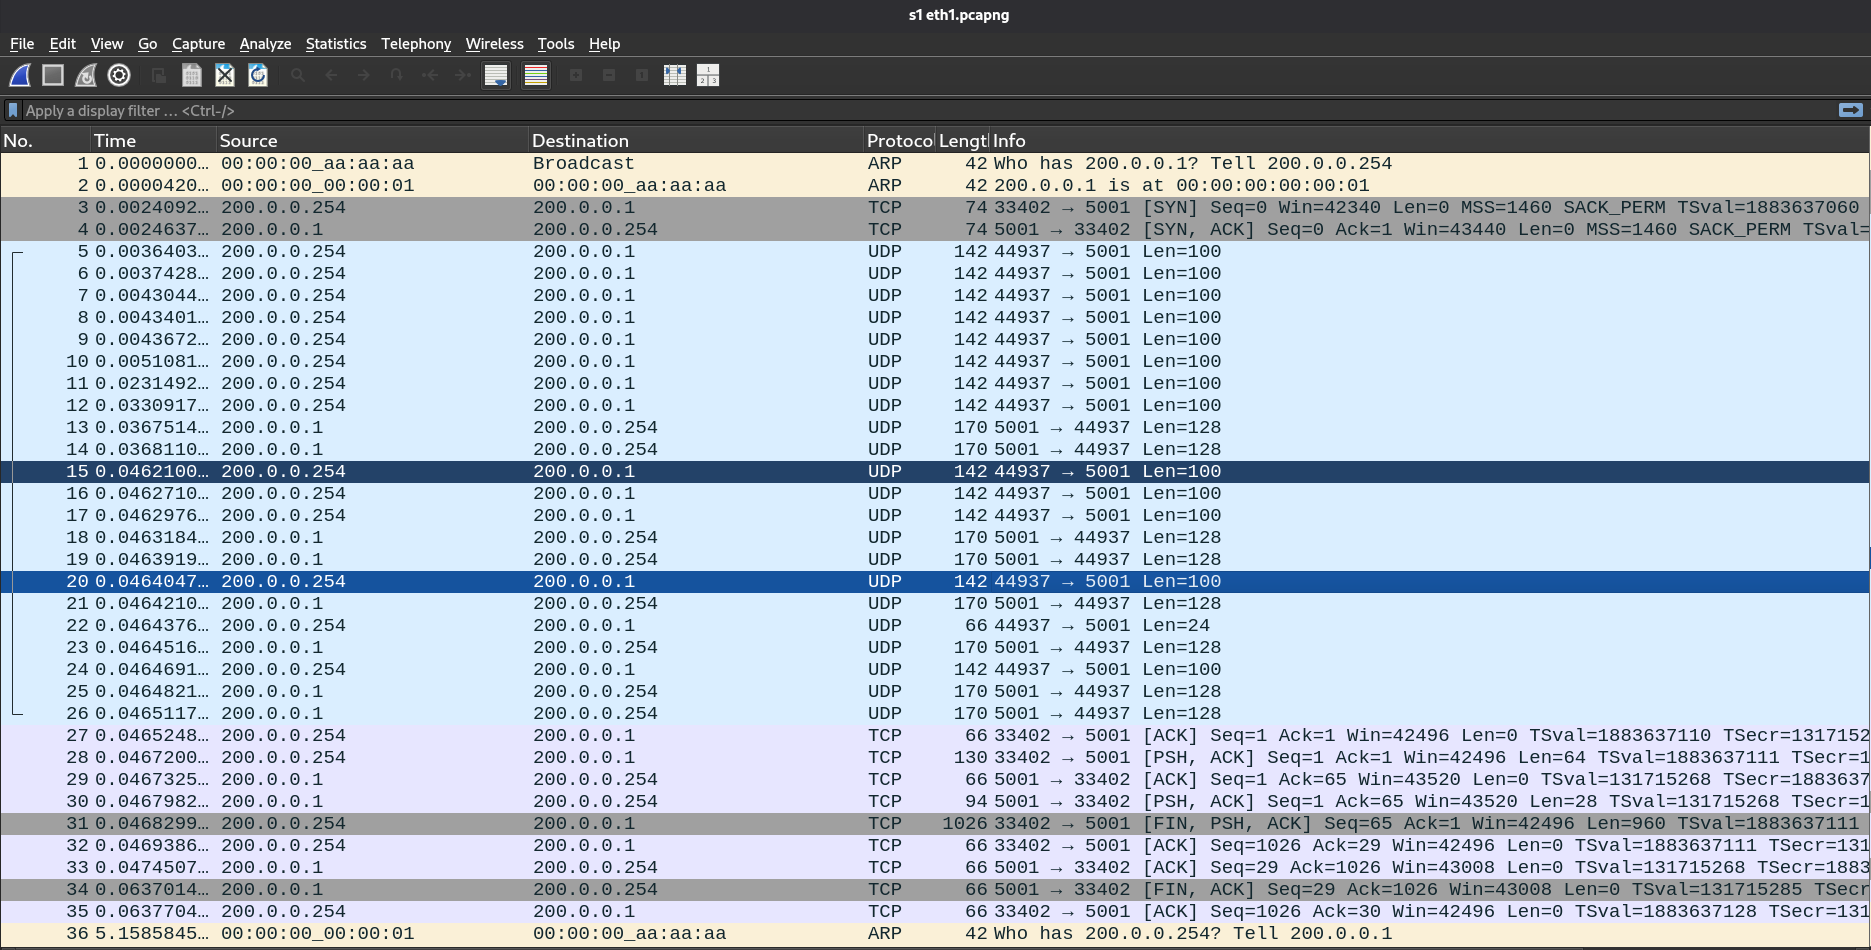 s1 eth1.pcapng
File Edit View Go Capture Analyze Statistics Telephony Wireless Tools Help
Apply a display filter … <Ctrl-/>
No. Time Source Destination Protoco Lengt Info
1 0.0000000… 00:00:00_aa:aa:aa Broadcast ARP 42 Who has 200.0.0.1? Tell 200.0.0.254
2 0.0000420… 00:00:00_00:00:01 00:00:00_aa:aa:aa ARP 42 200.0.0.1 is at 00:00:00:00:00:01
3 0.0024092… 200.0.0.254 200.0.0.1 TCP 74 33402 → 5001 [SYN] Seq=0 Win=42340 Len=0 MSS=1460 SACK_PERM TSval=1883637060
4 0.0024637… 200.0.0.1 200.0.0.254 TCP 74 5001 → 33402 [SYN, ACK] Seq=0 Ack=1 Win=43440 Len=0 MSS=1460 SACK_PERM TSval=
5 0.0036403… 200.0.0.254 200.0.0.1 UDP 142 44937 → 5001 Len=100
6 0.0037428… 200.0.0.254 200.0.0.1 UDP 142 44937 → 5001 Len=100
7 0.0043044… 200.0.0.254 200.0.0.1 UDP 142 44937 → 5001 Len=100
8 0.0043401… 200.0.0.254 200.0.0.1 UDP 142 44937 → 5001 Len=100
9 0.0043672… 200.0.0.254 200.0.0.1 UDP 142 44937 → 5001 Len=100
10 0.0051081… 200.0.0.254 200.0.0.1 UDP 142 44937 → 5001 Len=100
11 0.0231492… 200.0.0.254 200.0.0.1 UDP 142 44937 → 5001 Len=100
12 0.0330917… 200.0.0.254 200.0.0.1 UDP 142 44937 → 5001 Len=100
13 0.0367514… 200.0.0.1 200.0.0.254 UDP 170 5001 → 44937 Len=128
14 0.0368110… 200.0.0.1 200.0.0.254 UDP 170 5001 → 44937 Len=128
15 0.0462100… 200.0.0.254 200.0.0.1 UDP 142 44937 → 5001 Len=100
16 0.0462710… 200.0.0.254 200.0.0.1 UDP 142 44937 → 5001 Len=100
17 0.0462976… 200.0.0.254 200.0.0.1 UDP 142 44937 → 5001 Len=100
18 0.0463184… 200.0.0.1 200.0.0.254 UDP 170 5001 → 44937 Len=128
19 0.0463919… 200.0.0.1 200.0.0.254 UDP 170 5001 → 44937 Len=128
20 0.0464047… 200.0.0.254 200.0.0.1 UDP 142 44937 → 5001 Len=100
21 0.0464210… 200.0.0.1 200.0.0.254 UDP 170 5001 → 44937 Len=128
22 0.0464376… 200.0.0.254 200.0.0.1 UDP 66 44937 → 5001 Len=24
23 0.0464516… 200.0.0.1 200.0.0.254 UDP 170 5001 → 44937 Len=128
24 0.0464691… 200.0.0.254 200.0.0.1 UDP 142 44937 → 5001 Len=100
25 0.0464821… 200.0.0.1 200.0.0.254 UDP 170 5001 → 44937 Len=128
26 0.0465117… 200.0.0.1 200.0.0.254 UDP 170 5001 → 44937 Len=128
27 0.0465248… 200.0.0.254 200.0.0.1 TCP 66 33402 → 5001 [ACK] Seq=1 Ack=1 Win=42496 Len=0 TSval=1883637110 TSecr=1317152
28 0.0467200… 200.0.0.254 200.0.0.1 TCP 130 33402 → 5001 [PSH, ACK] Seq=1 Ack=1 Win=42496 Len=64 TSval=1883637111 TSecr=1
29 0.0467325… 200.0.0.1 200.0.0.254 TCP 66 5001 → 33402 [ACK] Seq=1 Ack=65 Win=43520 Len=0 TSval=131715268 TSecr=1883637
30 0.0467982… 200.0.0.1 200.0.0.254 TCP 94 5001 → 33402 [PSH, ACK] Seq=1 Ack=65 Win=43520 Len=28 TSval=131715268 TSecr=1
31 0.0468299… 200.0.0.254 200.0.0.1 TCP 1026 33402 → 5001 [FIN, PSH, ACK] Seq=65 Ack=1 Win=42496 Len=960 TSval=1883637111
32 0.0469386… 200.0.0.254 200.0.0.1 TCP 66 33402 → 5001 [ACK] Seq=1026 Ack=29 Win=42496 Len=0 TSval=1883637111 TSecr=131
33 0.0474507… 200.0.0.1 200.0.0.254 TCP 66 5001 → 33402 [ACK] Seq=29 Ack=1026 Win=43008 Len=0 TSval=131715268 TSecr=1883
34 0.0637014… 200.0.0.1 200.0.0.254 TCP 66 5001 → 33402 [FIN, ACK] Seq=29 Ack=1026 Win=43008 Len=0 TSval=131715285 TSecr
35 0.0637704… 200.0.0.254 200.0.0.1 TCP 66 33402 → 5001 [ACK] Seq=1026 Ack=30 Win=42496 Len=0 TSval=1883637128 TSecr=131
36 5.1585845… 00:00:00_00:00:01 00:00:00_aa:aa:aa ARP 42 Who has 200.0.0.254? Tell 200.0.0.1